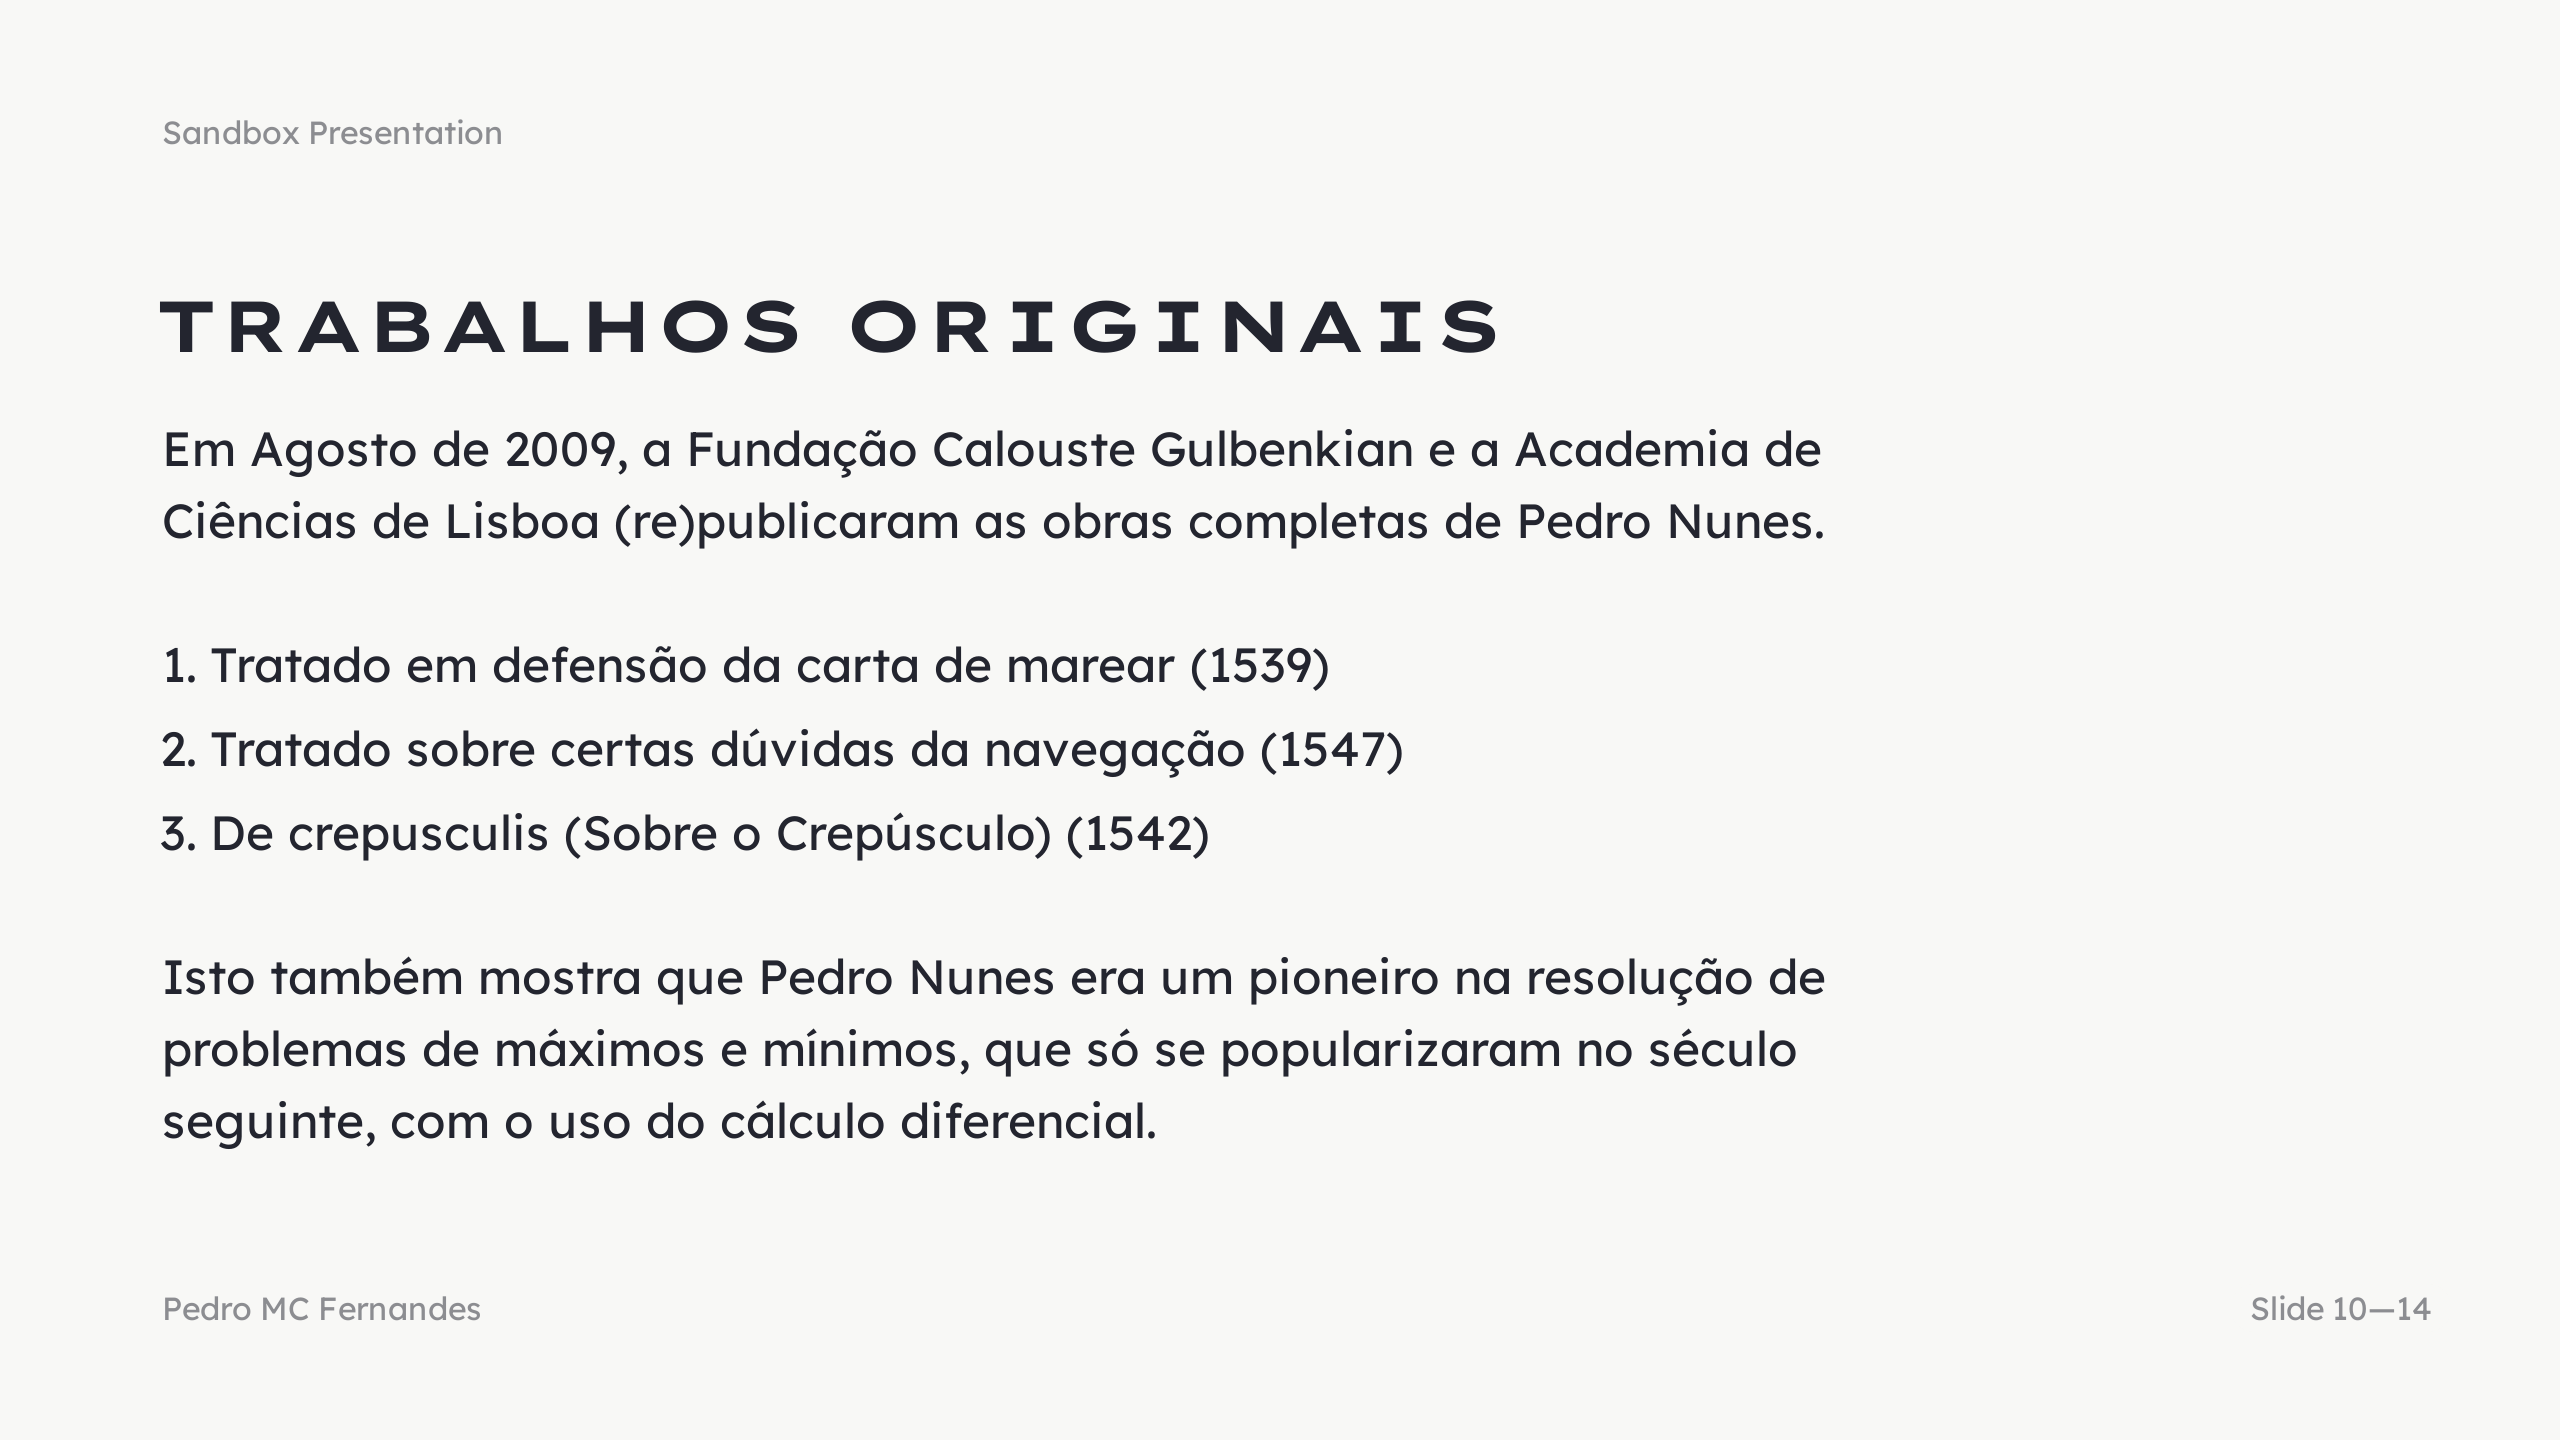 Sandbox Presentation
TRABALHOS ORIGINAIS
Em Agosto de 2009, a Fundação Calouste Gulbenkian e a Academia de
Ciências de Lisboa (re)publicaram as obras completas de Pedro Nunes.
1. Tratado em defensão da carta de marear (1539)
2. Tratado sobre certas dúvidas da navegação (1547)
3. De crepusculis (Sobre o Crepúsculo) (1542)
Isto também mostra que Pedro Nunes era um pioneiro na resolução de
problemas de máximos e mínimos, que só se popularizaram no século
seguinte, com o uso do cálculo diferencial.
Pedro MC Fernandes
Slide 10—14